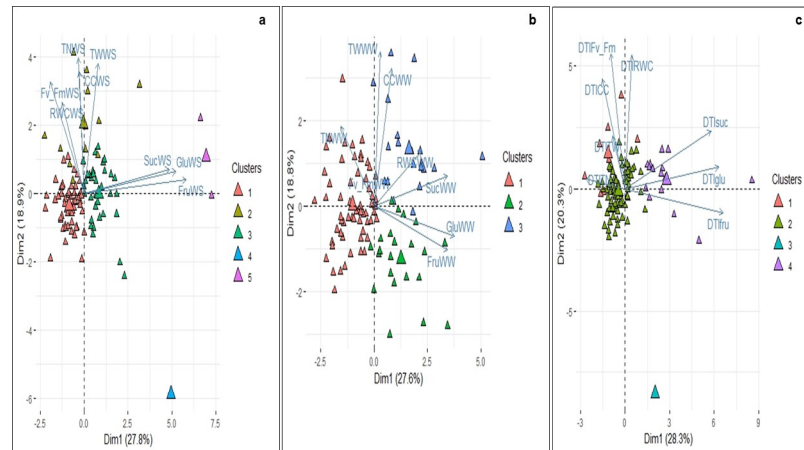 a
TNWS
TWWS
CCWS
Fv_FmWS
RWCWS
SucWS
GluWS
FruWS
4
2
0
-2
-4
-6
-2.5 0.0 2.5 5.0 7.5
Dim1 (27.8%)
Dim2 (18.9%)
Clusters
1
2
3
4
5
b
TWWW
CCWW
SucWW
GluWW
FruWW
2
0
-2
-2.5 0.0 2.5 5.0
Dim1 (27.6%)
Dim2 (18.8%)
Clusters
1
2
3
c
DTIFv_Fm
DTIRWC
DTICC
DTIsuc
DTIglu
DTIfru
5
0
-5
-3 0 3 6 9
Dim1 (28.3%)
Dim2 (20.3%)
Clusters
1
2
3
4